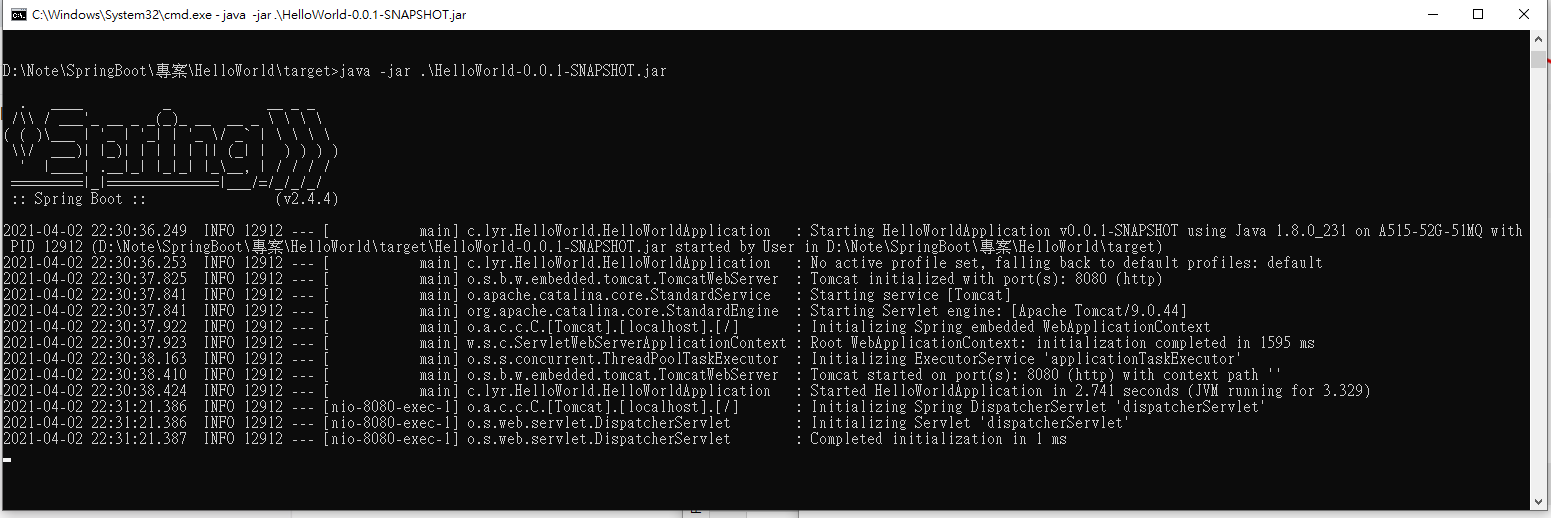 C:\Windows\System32\cmd.exe - java  -jar .\HelloWorld-0.0.1-SNAPSHOT.jar
D:\Note\SpringBoot\專案\HelloWorld\target>java -jar .\HelloWorld-0.0.1-SNAPSHOT.jar
  .   ____          _            __ _ _
 /\\ / ___'_ __ _ _(_)_ __  __ _ \ \ \ \
( ( )\___ | '_ | '_| | '_ \/ _` | \ \ \ \
 \\/  ___)| |_)| | | | | || (_| |  ) ) ) )
  '  |____| .__|_| |_|_| |_\__, | / / / /
 =========|_|==============|___/=/_/_/_/
 :: Spring Boot ::                (v2.4.4)
2021-04-02 22:30:36.249  INFO 12912 --- [           main] c.lyr.HelloWorld.HelloWorldApplication   : Starting HelloWorldApplication v0.0.1-SNAPSHOT using Java 1.8.0_231 on A515-52G-51MQ with
 PID 12912 (D:\Note\SpringBoot\專案\HelloWorld\target\HelloWorld-0.0.1-SNAPSHOT.jar started by User in D:\Note\SpringBoot\專案\HelloWorld\target)
2021-04-02 22:30:36.253  INFO 12912 --- [           main] c.lyr.HelloWorld.HelloWorldApplication   : No active profile set, falling back to default profiles: default
2021-04-02 22:30:37.825  INFO 12912 --- [           main] o.s.b.w.embedded.tomcat.TomcatWebServer  : Tomcat initialized with port(s): 8080 (http)
2021-04-02 22:30:37.841  INFO 12912 --- [           main] o.apache.catalina.core.StandardService   : Starting service [Tomcat]
2021-04-02 22:30:37.841  INFO 12912 --- [           main] org.apache.catalina.core.StandardEngine  : Starting Servlet engine: [Apache Tomcat/9.0.44]
2021-04-02 22:30:37.922  INFO 12912 --- [           main] o.a.c.c.C.[Tomcat].[localhost].[/]       : Initializing Spring embedded WebApplicationContext
2021-04-02 22:30:37.923  INFO 12912 --- [           main] w.s.c.ServletWebServerApplicationContext : Root WebApplicationContext: initialization completed in 1595 ms
2021-04-02 22:30:38.163  INFO 12912 --- [           main] o.s.s.concurrent.ThreadPoolTaskExecutor  : Initializing ExecutorService 'applicationTaskExecutor'
2021-04-02 22:30:38.410  INFO 12912 --- [           main] o.s.b.w.embedded.tomcat.TomcatWebServer  : Tomcat started on port(s): 8080 (http) with context path ''
2021-04-02 22:30:38.424  INFO 12912 --- [           main] c.lyr.HelloWorld.HelloWorldApplication   : Started HelloWorldApplication in 2.741 seconds (JVM running for 3.329)
2021-04-02 22:31:21.386  INFO 12912 --- [nio-8080-exec-1] o.a.c.c.C.[Tomcat].[localhost].[/]       : Initializing Spring DispatcherServlet 'dispatcherServlet'
2021-04-02 22:31:21.386  INFO 12912 --- [nio-8080-exec-1] o.s.web.servlet.DispatcherServlet        : Initializing Servlet 'dispatcherServlet'
2021-04-02 22:31:21.387  INFO 12912 --- [nio-8080-exec-1] o.s.web.servlet.DispatcherServlet        : Completed initialization in 1 ms